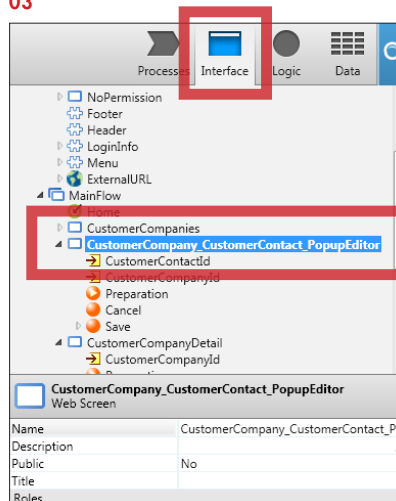 03
Processes Interface Logic Data
NoPermission
Footer
Header
LoginInfo
Menu
ExternalURL
MainFlow
Home
CustomerCompanies
CustomerCompany_CustomerContact_PopupEditor
CustomerContactId
CustomerCompanyId
Preparation
Cancel
Save
CustomerCompanyDetail
CustomerCompanyId
CustomerCompany_CustomerContact_PopupEditor
Web Screen
Name CustomerCompany_CustomerContact_P
Description
Public No
Title
Roles